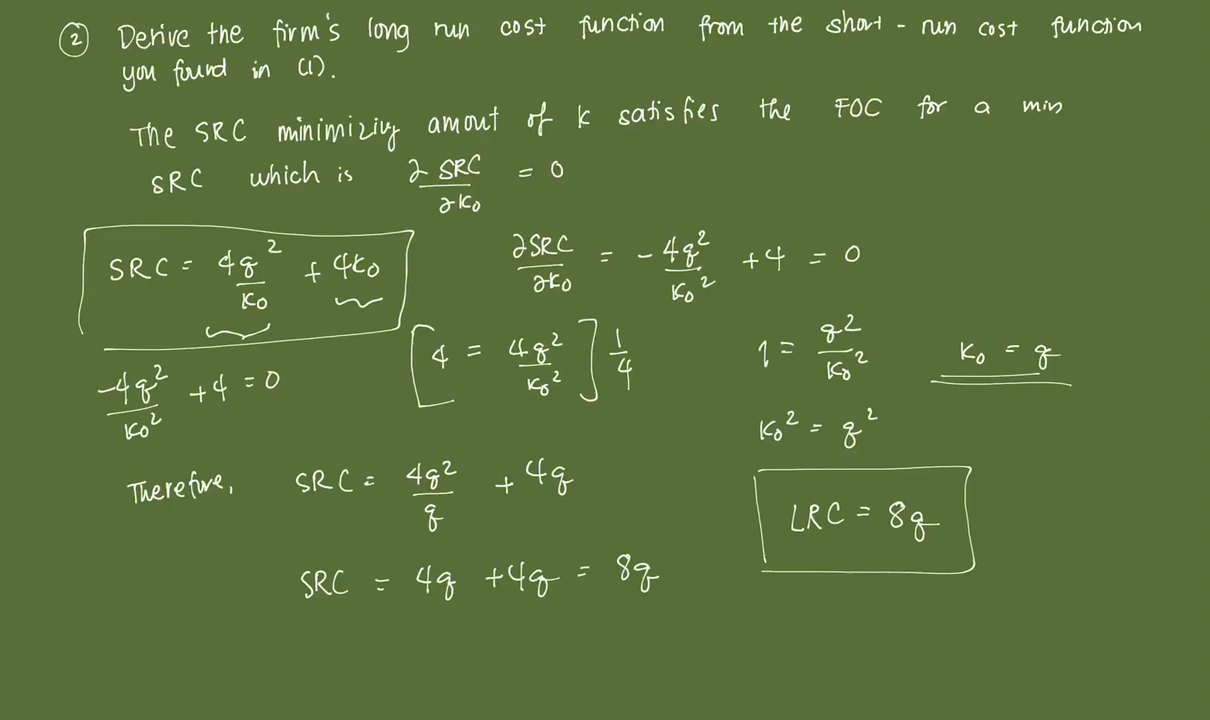 ② Derive the firm's long run cost function from the short-run cost function
you found in (1).
The SRC minimiziy amout of k satisfies the FOC for a min
SRC which is ∂SRC/∂K₀ = 0
SRC = 4q²/K₀ + 4K₀
∂SRC/∂K₀ = -4q²/K₀² + 4 = 0
-4q²/K₀² + 4 = 0
[4 = 4q²/K₀²] 1/4
1 = q²/K₀²
K₀ = q
K₀² = q²
Therefore, SRC = 4q²/q + 4q
LRC = 8q
SRC = 4q + 4q = 8q